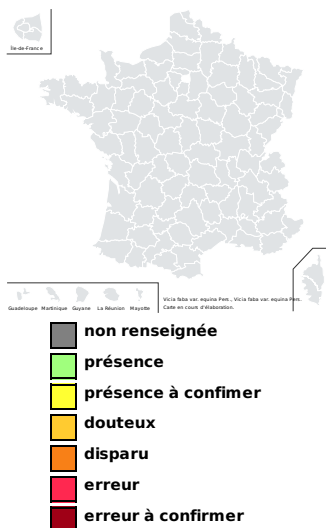 Île-de-France
Guadeloupe Martinique Guyane La Réunion Mayotte
Vicia faba var. equina Pers., Vicia faba var. equina Pers.
Carte en cours d'élaboration.
non renseignée
présence
présence à confimer
douteux
disparu
erreur
erreur à confirmer